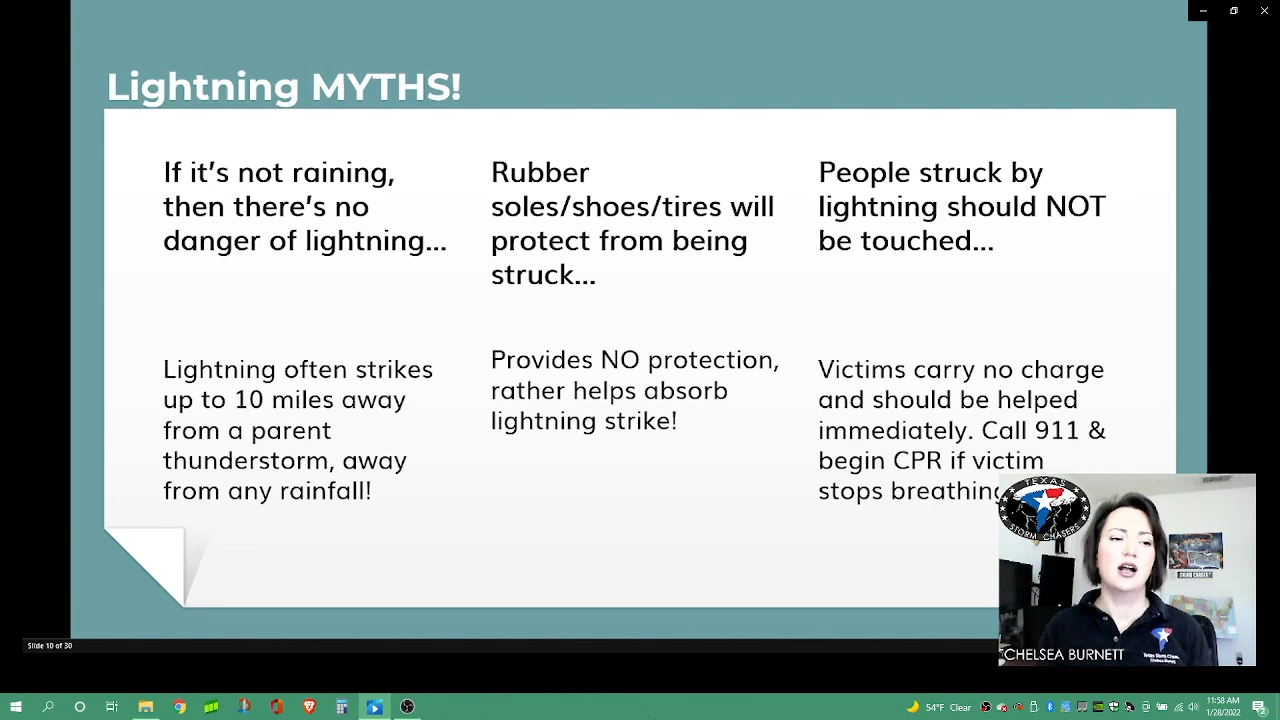 Lightning MYTHS!
If it's not raining,
then there's no
danger of lightning...
Rubber
soles/shoes/tires will
protect from being
struck...
People struck by
lightning should NOT
be touched...
Lightning often strikes
up to 10 miles away
from a parent
thunderstorm, away
from any rainfall!
Provides NO protection,
rather helps absorb
lightning strike!
Victims carry no charge
and should be helped
immediately. Call 911 &
begin CPR if victim
stops breathing
TEXAS
STORM CHASERS
CHELSEA BURNETT
Slide 10 of 30
54°F Clear
11:58 AM
1/28/2022